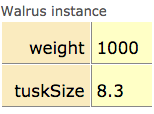 Walrus instance
weight 1000
tuskSize 8.3